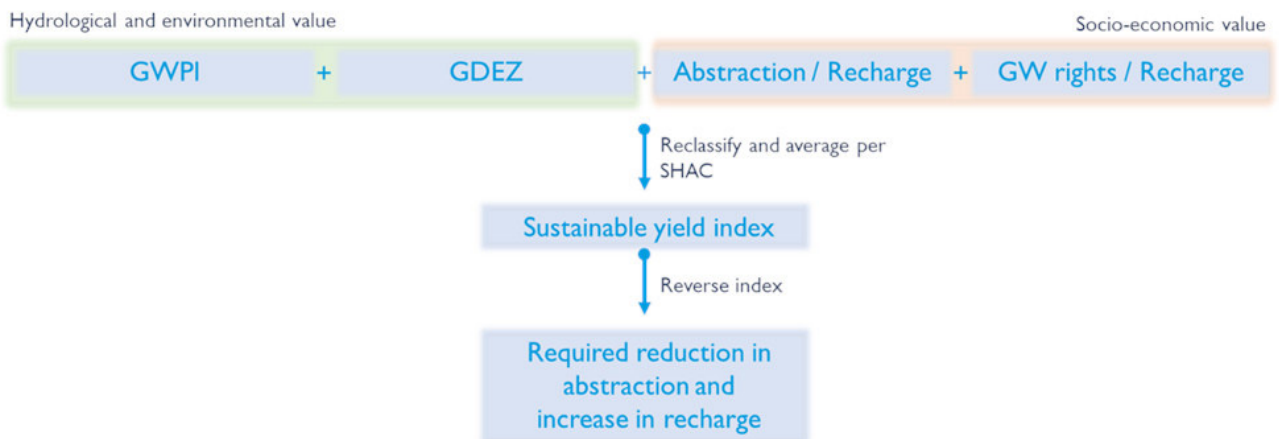 Hydrological and environmental value
Socio-economic value
GWPI + GDEZ + Abstraction / Recharge + GW rights / Recharge
Reclassify and average per
SHAC
Sustainable yield index
Reverse index
Required reduction in
abstraction and
increase in recharge